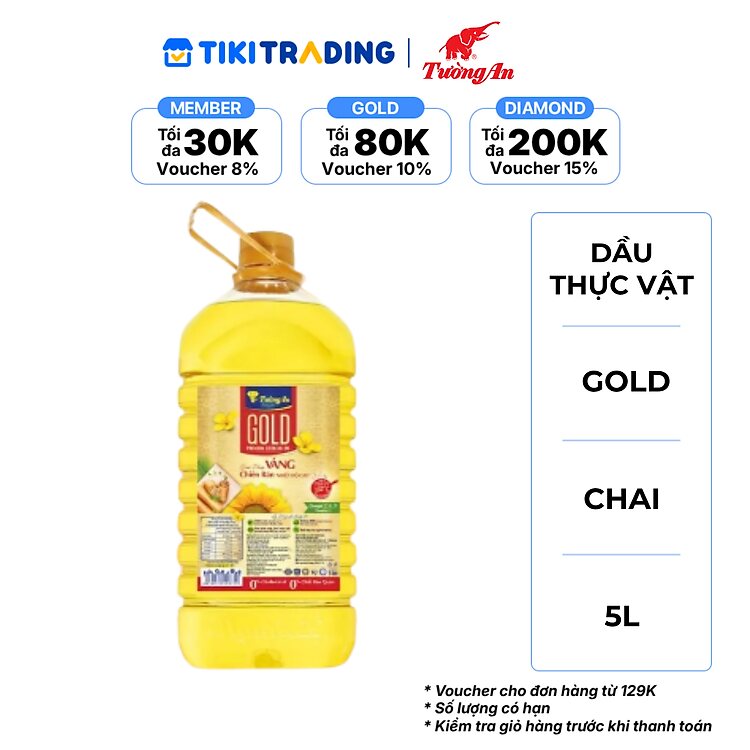 TIKITRADING
Tường An
MEMBER
Tối đa 30K
Voucher 8%
GOLD
Tối đa 80K
Voucher 10%
DIAMOND
Tối đa 200K
Voucher 15%
DẦU
THỰC VẬT
GOLD
CHAI
5L
Tường An
GOLD
VÀNG
Chiên Rán
* Voucher cho đơn hàng từ 129K
* Số lượng có hạn
* Kiểm tra giỏ hàng trước khi thanh toán